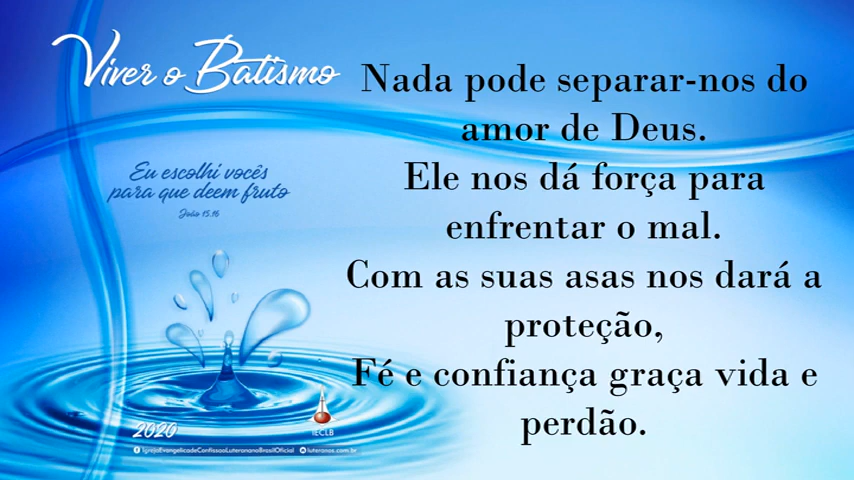 Viver o Batismo
Eu escolhi vocês
para que deem fruto
João 15.16
2020
IECLB
IgrejaEvangelicadeConfissaoLuterananoBrasilOficial luteranos.com.br
Nada pode separar-nos do
amor de Deus.
Ele nos dá força para
enfrentar o mal.
Com as suas asas nos dará a
proteção,
Fé e confiança graça vida e
perdão.